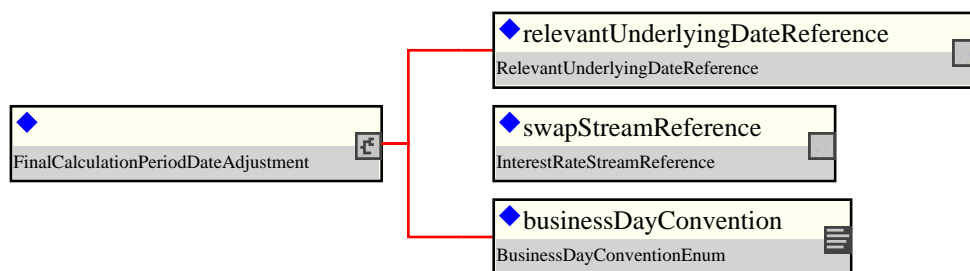 relevantUnderlyingDateReference
RelevantUnderlyingDateReference
FinalCalculationPeriodDateAdjustment
swapStreamReference
InterestRateStreamReference
businessDayConvention
BusinessDayConventionEnum